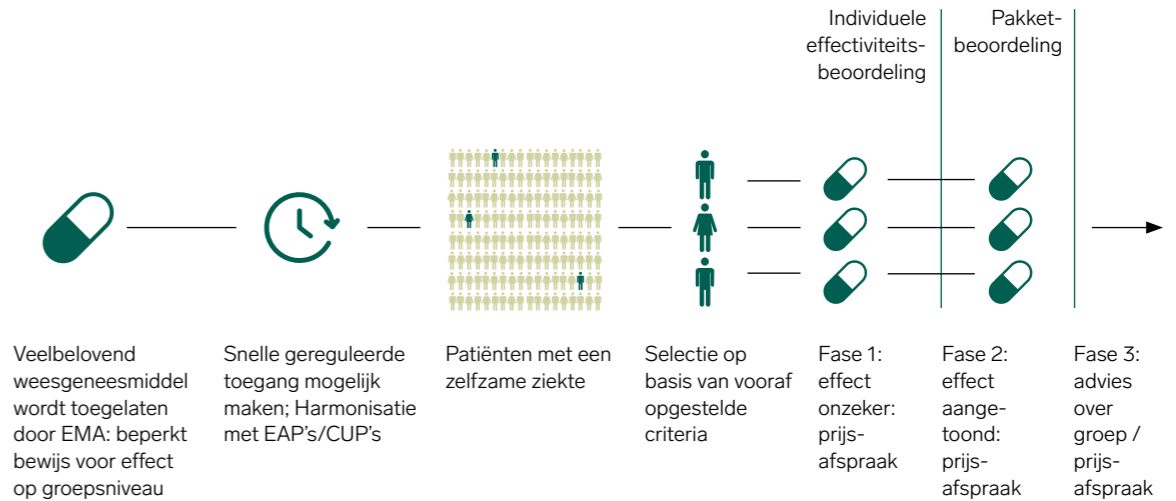 Individuele
effectiviteits-
beoordeling
Pakket-
beoordeling
Veelbelovend
weesgeneesmiddel
wordt toegelaten
door EMA: beperkt
bewijs voor effect
op groepsniveau
Snelle gereguleerde
toegang mogelijk
maken; Harmonisatie
met EAP's/CUP's
Patiënten met een
zelfzame ziekte
Selectie op
basis van vooraf
opgestelde
criteria
Fase 1:
effect
onzeker:
prijs-
afspraak
Fase 2:
effect
aange-
toond:
prijs-
afspraak
Fase 3:
advies
over
groep /
prijs-
afspraak